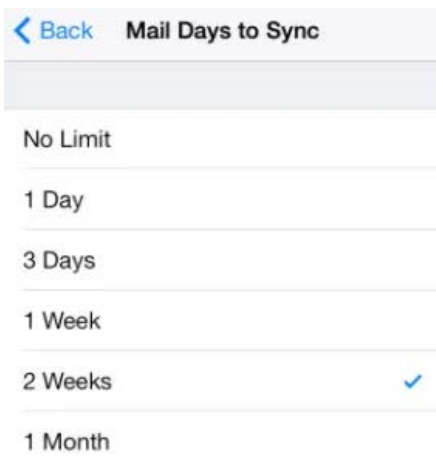 Back Mail Days to Sync
No Limit
1 Day
3 Days
1 Week
2 Weeks
1 Month